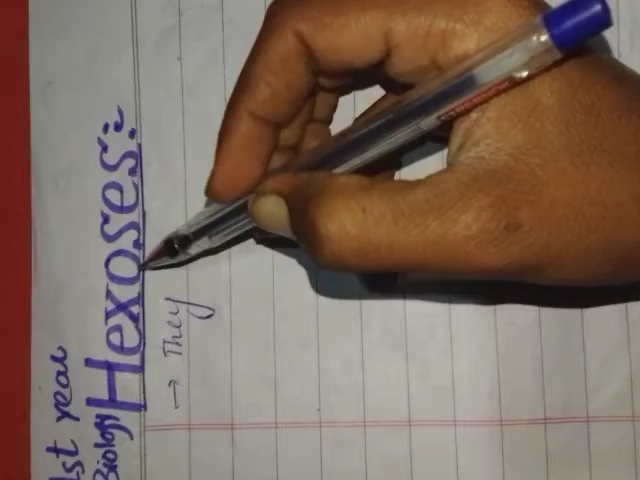 1st year
Biology
Hexoses:-
→ They